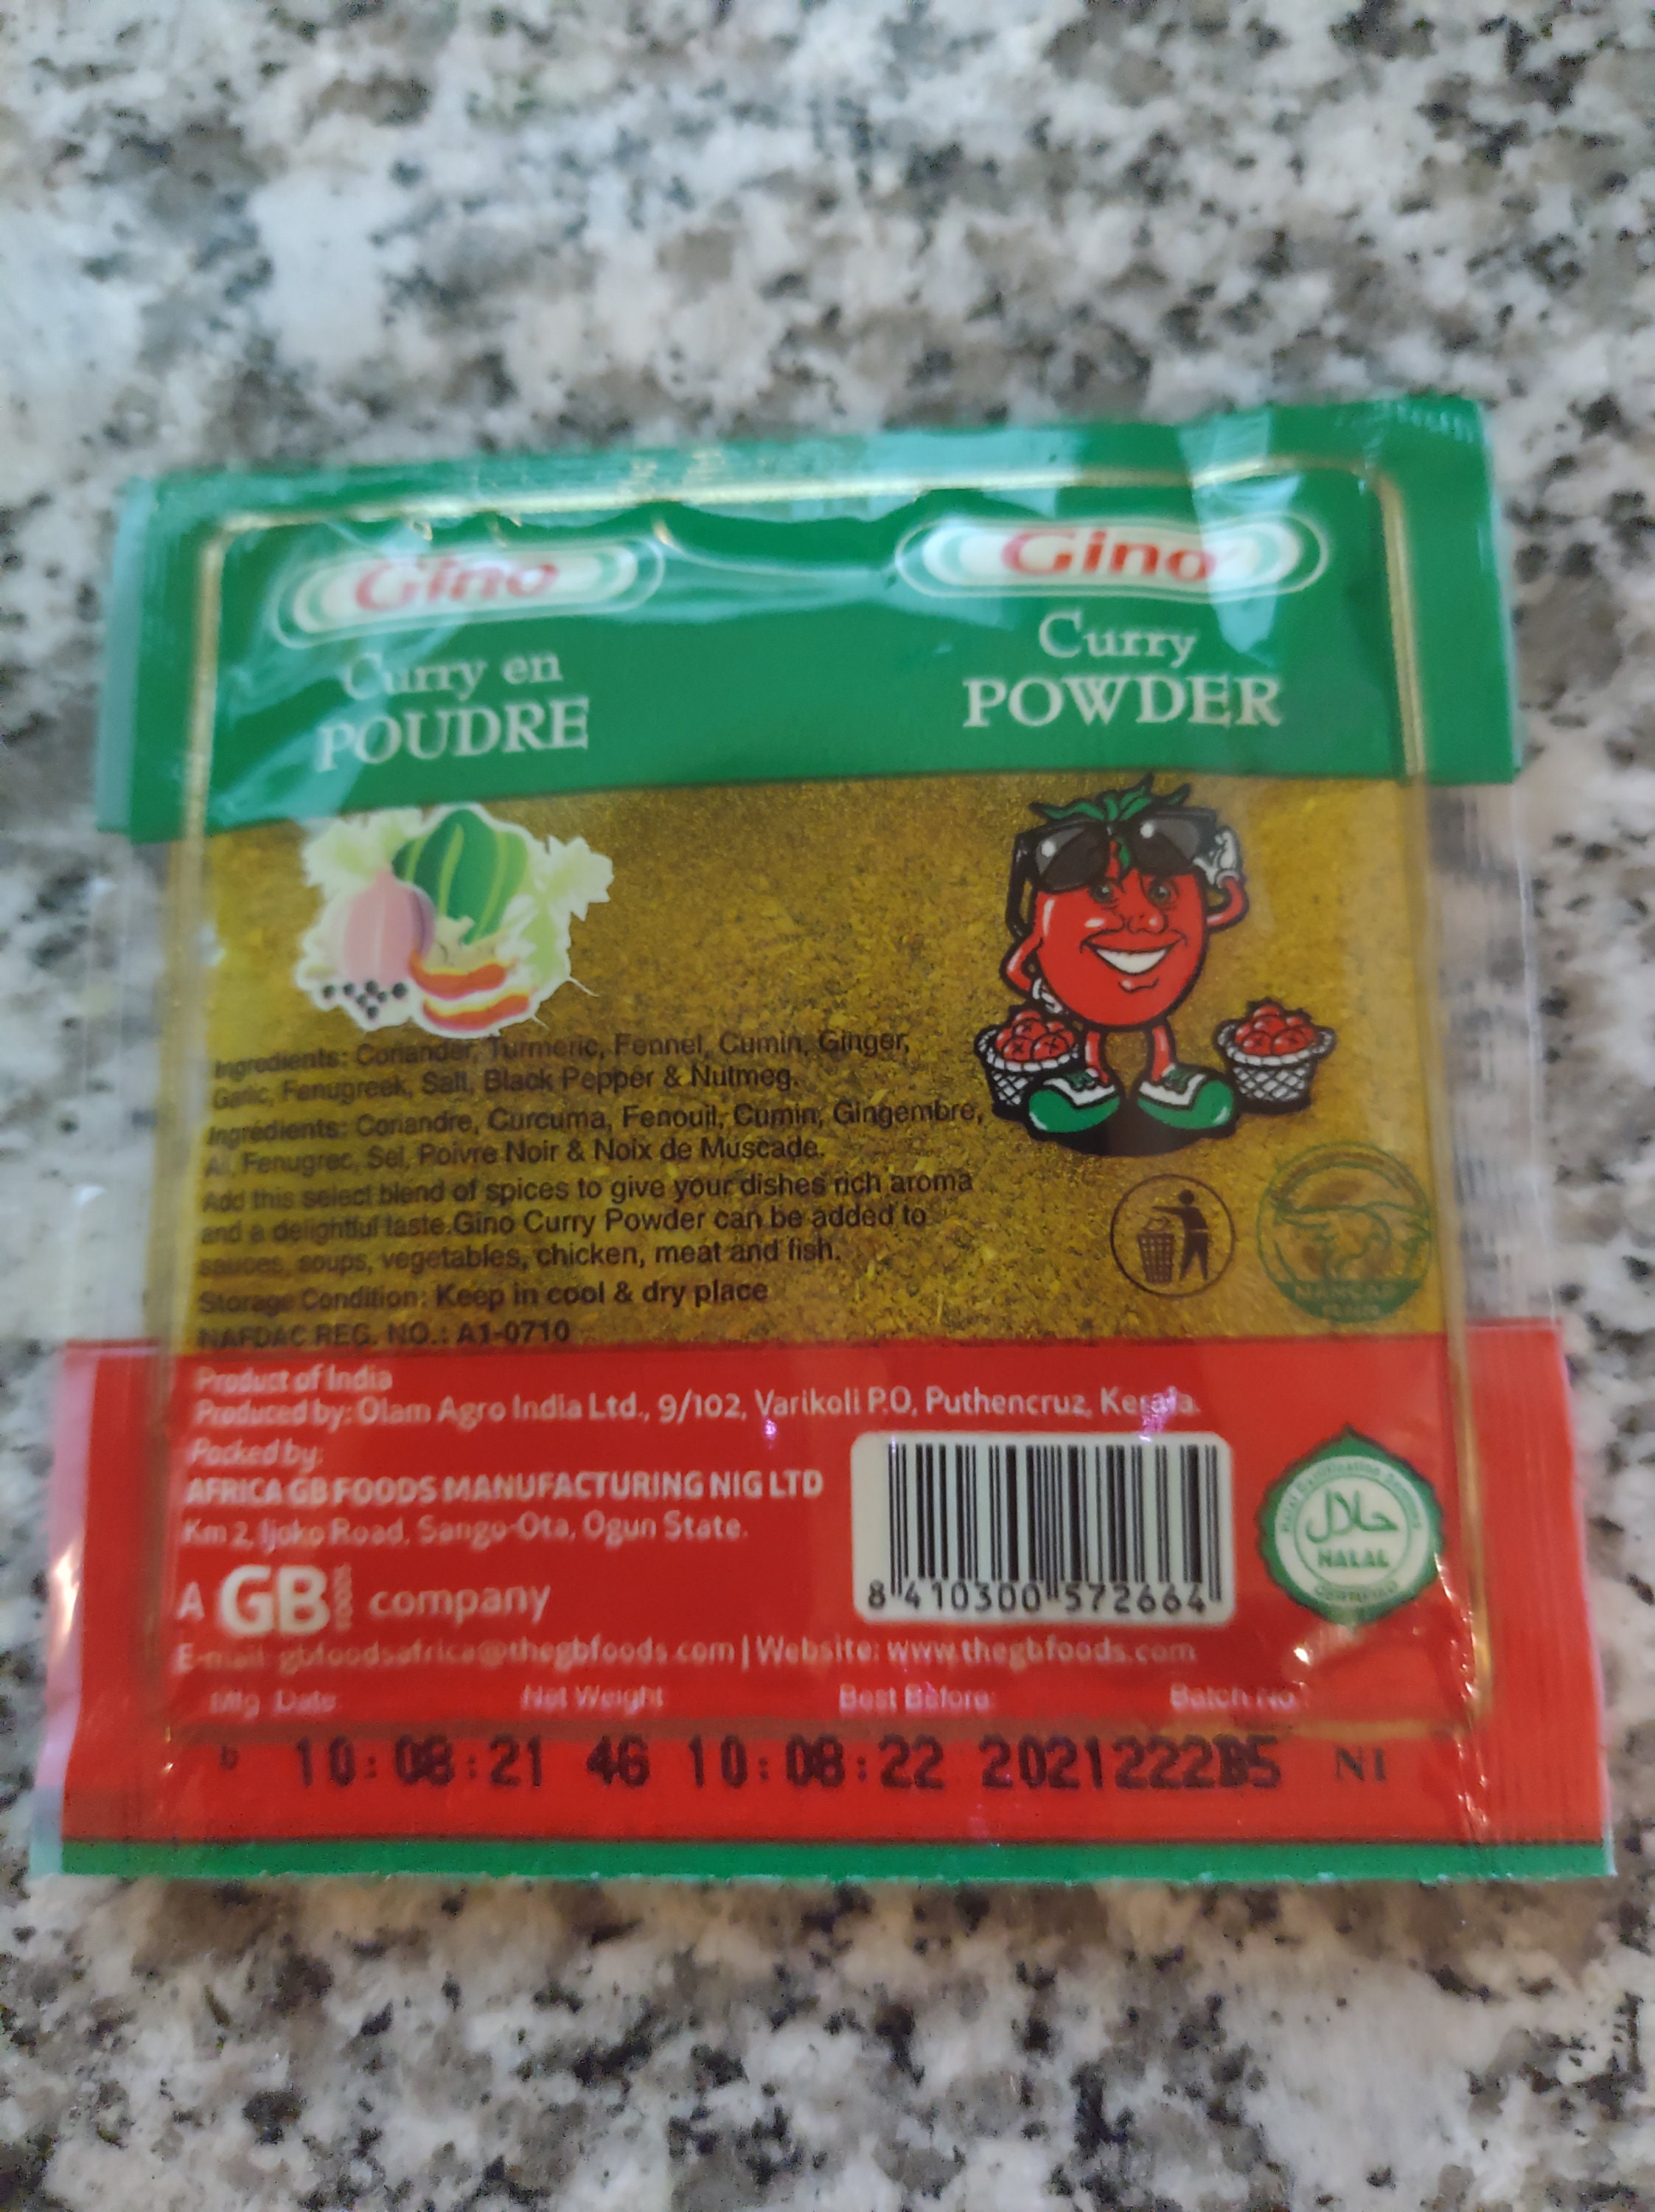 Gino
Curry en
POUDRE
Gino
Curry
POWDER
Ingredients: Coriander, Turmeric, Fennel, Cumin, Ginger,
Garlic, Fenugreek, Salt, Black Pepper & Nutmeg.
Ingrédients: Coriandre, Curcuma, Fenouil, Cumin, Gingembre,
Ail, Fenugrec, Sel, Poivre Noir & Noix de Muscade.
Add this select blend of spices to give your dishes rich aroma
and a delightful taste.Gino Curry Powder can be added to
sauces, soups, vegetables, chicken, meat and fish.
Storage Condition: Keep in cool & dry place
NAFDAC REG. NO.: A1-0710
MANCAP
Product of India
Produced by: Olam Agro India Ltd., 9/102, Varikoli P.O, Puthencruz, Kerala.
Packed by:
AFRICA GB FOODS MANUFACTURING NIG LTD
Km 2, Ijoko Road, Sango-Ota, Ogun State.
A GB FOODS company
8 410300 572664
حلال
HALAL
E-mail: gbfoodsafrica@thegbfoods.com | Website: www.thegbfoods.com
Mfg Date: Net Weight: Best Before: Batch No:
10:08:21 4G 10:08:22 2021222B5 N1